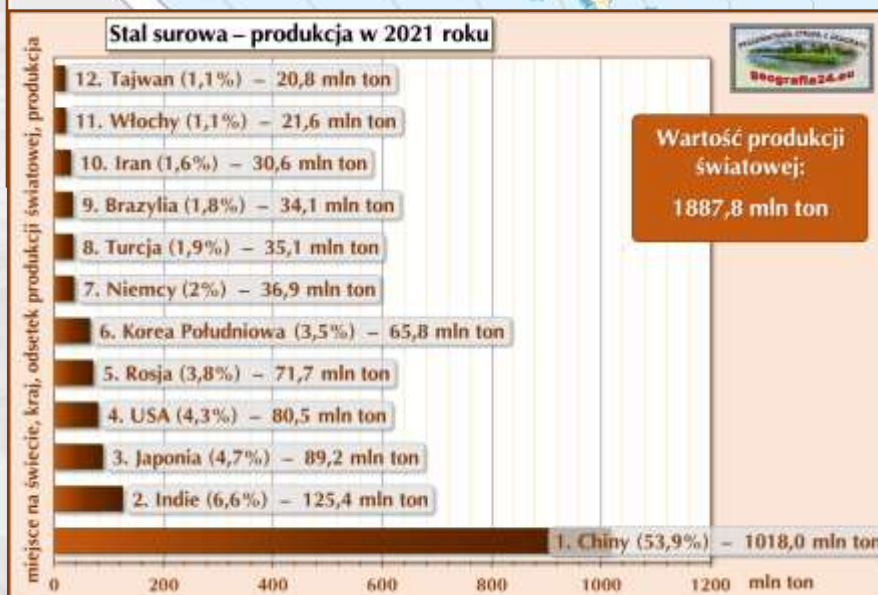 Stal surowa – produkcja w 2021 roku
geografia24.eu
miejsce na świecie, kraj, odsetek produkcji światowej, produkcja
12. Tajwan (1,1%) – 20,8 mln ton
11. Włochy (1,1%) – 21,6 mln ton
10. Iran (1,6%) – 30,6 mln ton
9. Brazylia (1,8%) – 34,1 mln ton
8. Turcja (1,9%) – 35,1 mln ton
7. Niemcy (2%) – 36,9 mln ton
6. Korea Południowa (3,5%) – 65,8 mln ton
5. Rosja (3,8%) – 71,7 mln ton
4. USA (4,3%) – 80,5 mln ton
3. Japonia (4,7%) – 89,2 mln ton
2. Indie (6,6%) – 125,4 mln ton
1. Chiny (53,9%) – 1018,0 mln ton
Wartość produkcji
światowej:
1887,8 mln ton
0 200 400 600 800 1000 1200 mln ton